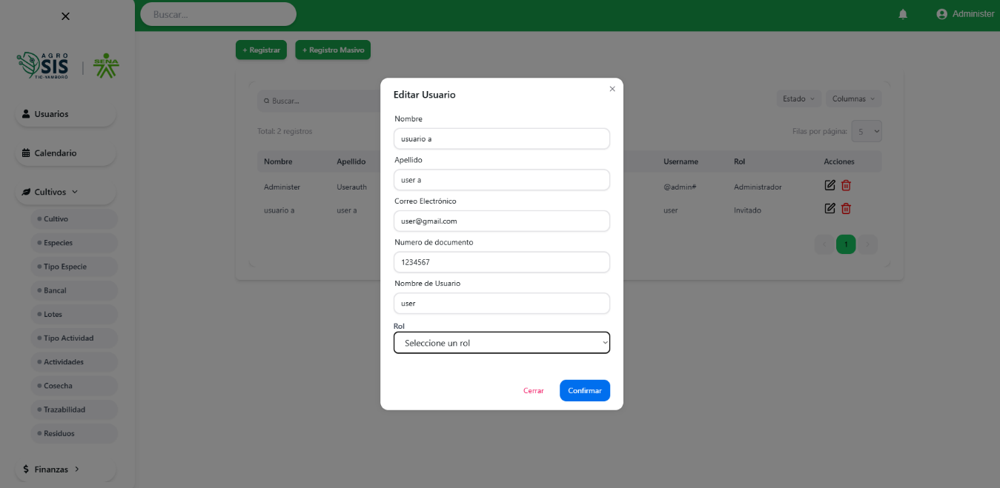 Buscar...
Administer
AGRO
SIS
TIC-YAMBORÓ
SENA
Usuarios
Calendario
Cultivos
Cultivo
Especies
Tipo Especie
Bancal
Lotes
Tipo Actividad
Actividades
Cosecha
Trazabilidad
Residuos
Finanzas
+ Registrar
+ Registro Masivo
Buscar...
Estado
Columnas
Total: 2 registros
Filas por página: 5
Nombre Apellido Username Rol Acciones
Administer Userauth @admin# Administrador
usuario a user a user Invitado
1
Editar Usuario
Nombre
usuario a
Apellido
user a
Correo Electrónico
user@gmail.com
Numero de documento
1234567
Nombre de Usuario
user
Rol
Seleccione un rol
Cerrar
Confirmar